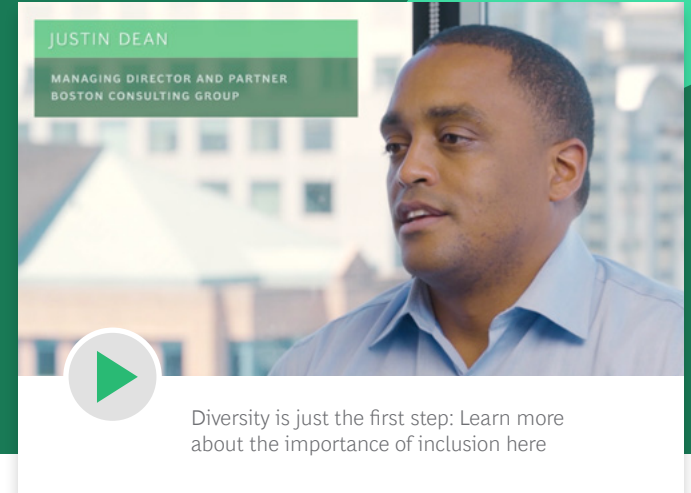 JUSTIN DEAN
MANAGING DIRECTOR AND PARTNER
BOSTON CONSULTING GROUP
Diversity is just the first step: Learn more
about the importance of inclusion here